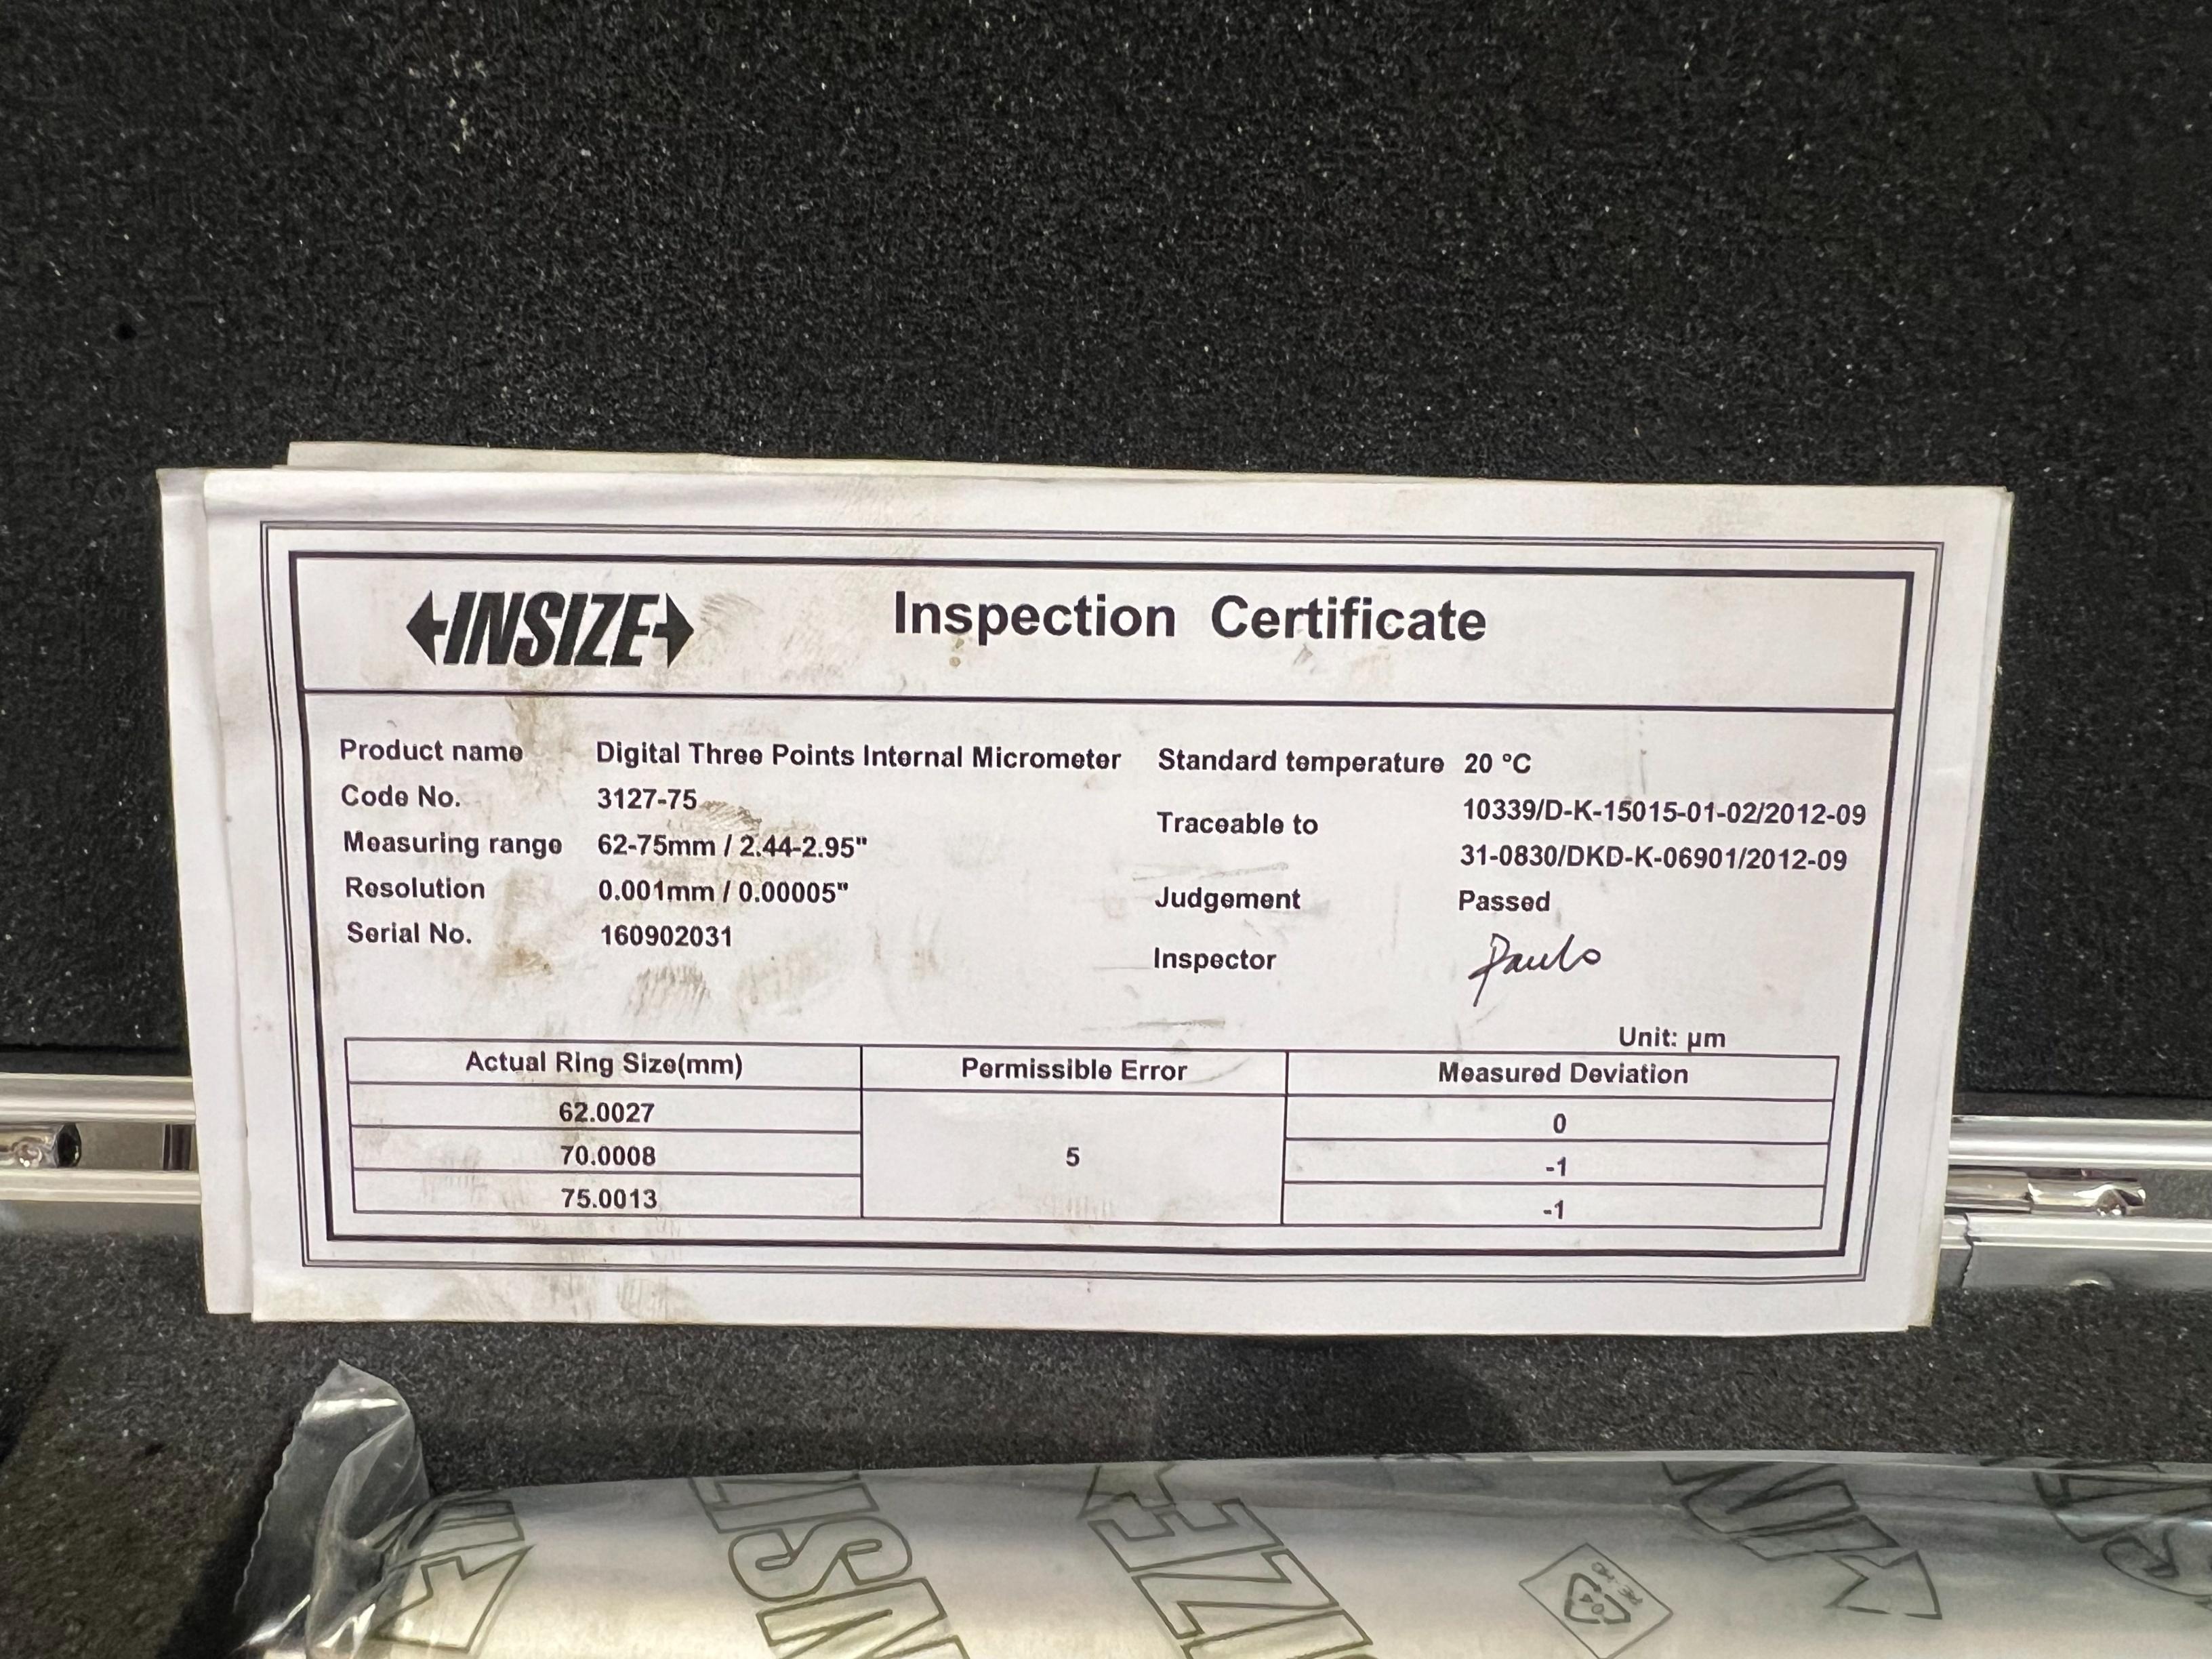 INSIZE
Inspection Certificate
Product name Digital Three Points Internal Micrometer
Code No. 3127-75
Measuring range 62-75mm / 2.44-2.95"
Resolution 0.001mm / 0.00005"
Serial No. 160902031
Standard temperature 20 °C
Traceable to 10339/D-K-15015-01-02/2012-09
31-0830/DKD-K-06901/2012-09
Judgement Passed
Inspector Paulo
Unit: μm
Actual Ring Size(mm) Permissible Error Measured Deviation
62.0027 0
70.0008 5 -1
75.0013 -1